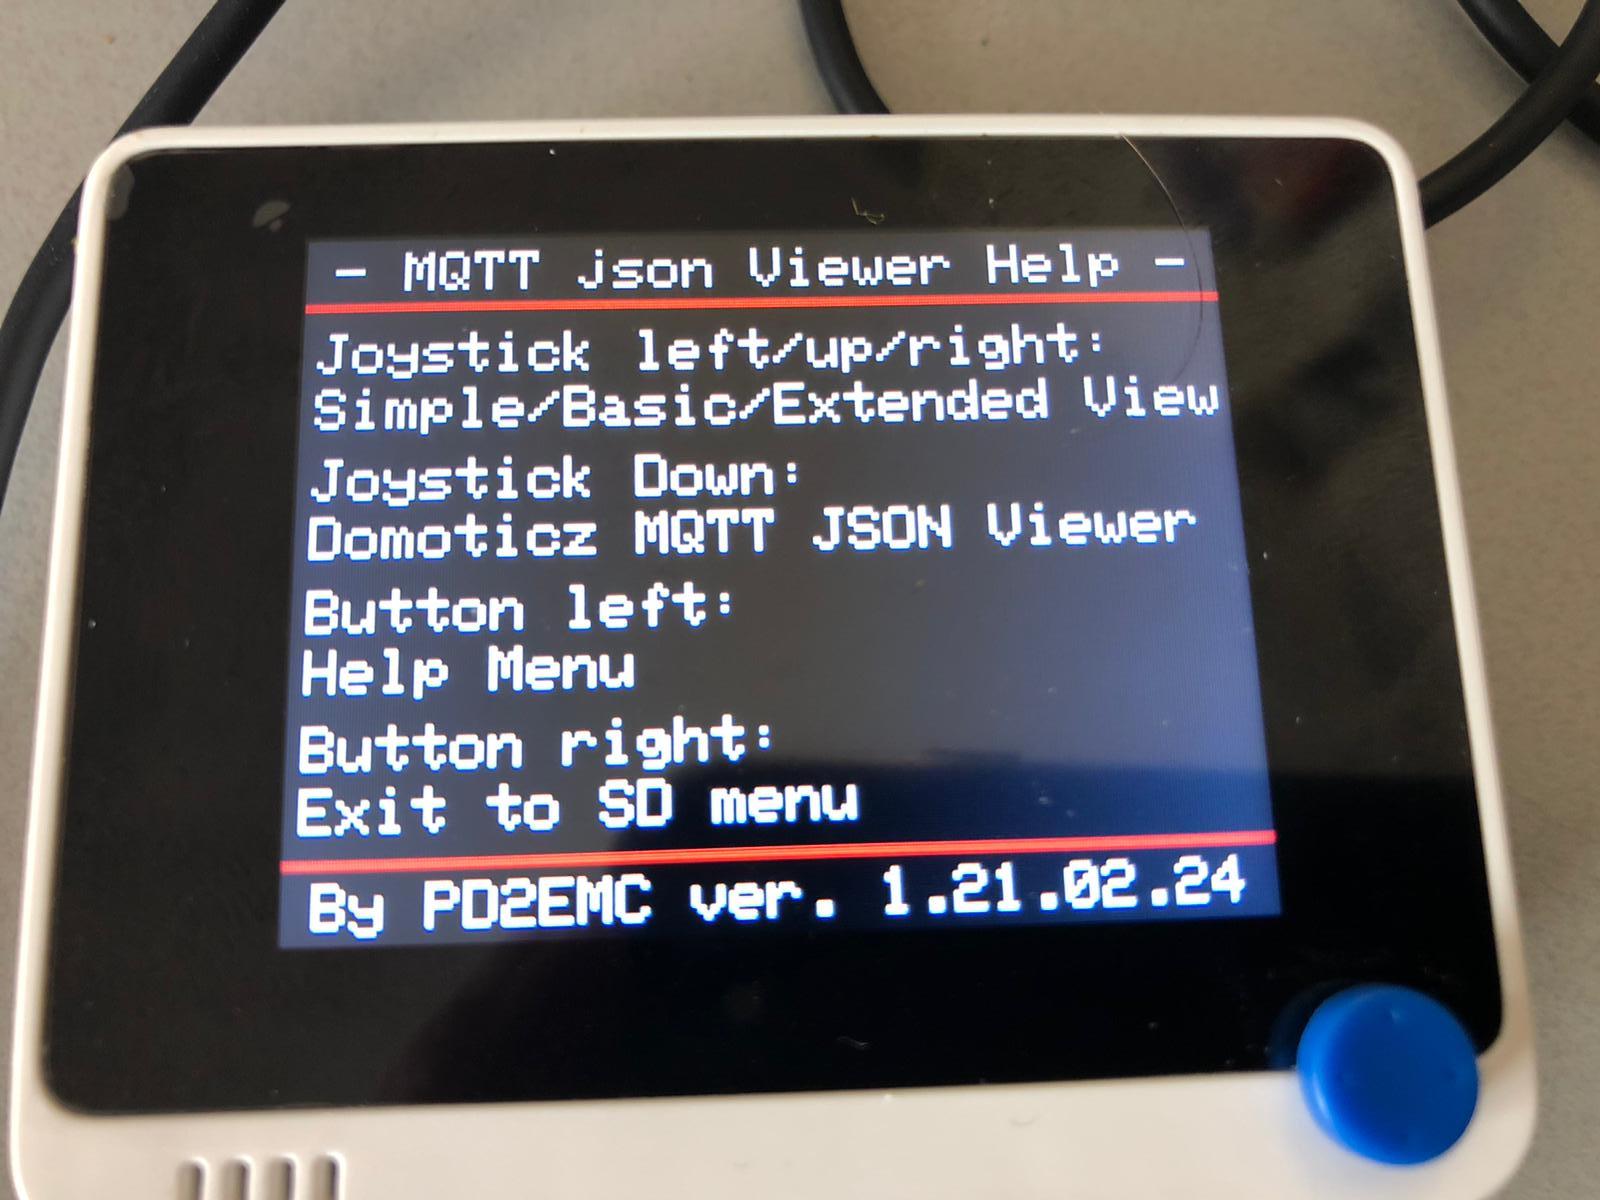 - MQTT json Viewer Help -
Joystick left/up/right:
Simple/Basic/Extended View
Joystick Down:
Domoticz MQTT JSON Viewer
Button left:
Help Menu
Button right:
Exit to SD menu
By PD2EMC ver. 1.21.02.24